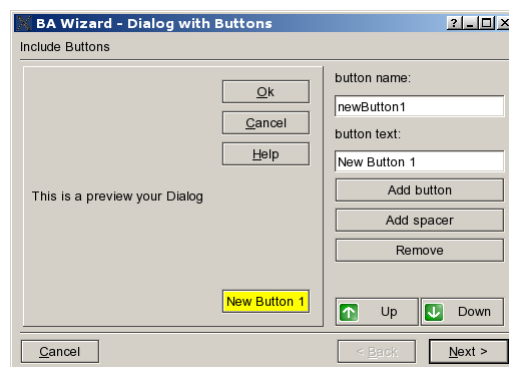 BA Wizard - Dialog with Buttons
Include Buttons
Ok
Cancel
Help
This is a preview your Dialog
New Button 1
button name:
newButton1
button text:
New Button 1
Add button
Add spacer
Remove
Up
Down
Cancel
< Back
Next >